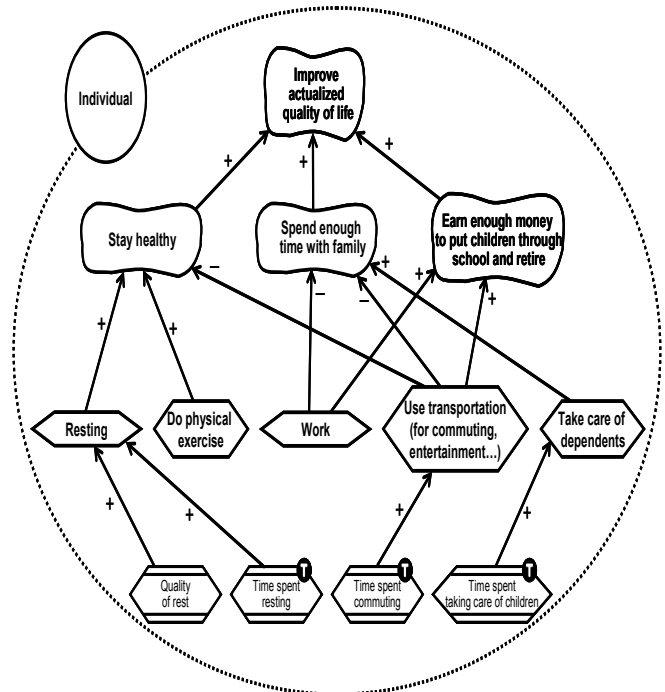 Individual
Improve
actualized
quality of life
+
+
+
Stay healthy
Spend enough
time with family
Earn enough money
to put children through
school and retire
–
+
+
–
–
+
+
+
Resting
Do physical
exercise
Work
Use transportation
(for commuting,
entertainment...)
Take care of
dependents
+
+
+
+
Quality
of rest
T
Time spent
resting
T
Time spent
commuting
T
Time spent
taking care of children